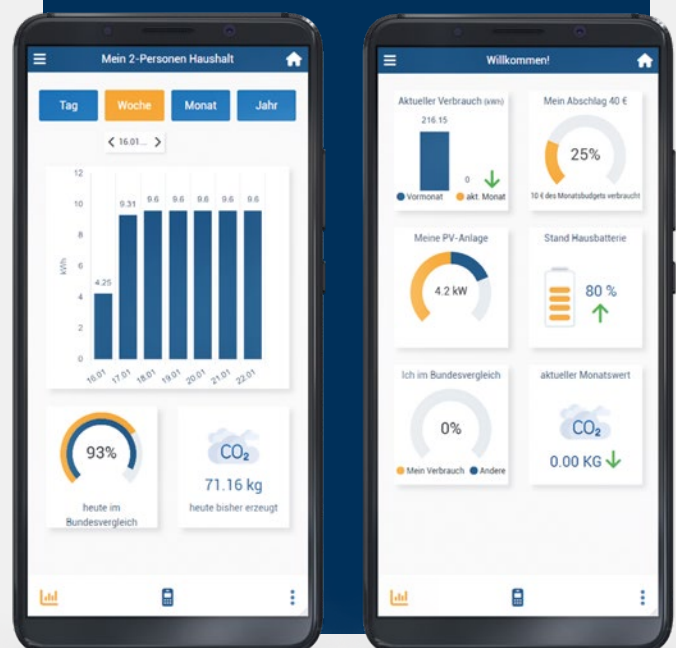 Mein 2-Personen Haushalt
Tag Woche Monat Jahr
16.01...
12
10
8
6
4
2
0
kWh
4.25 9.31 9.6 9.6 9.6 9.6 9.6
16.01 17.01 18.01 19.01 20.01 21.01 22.01
93%
heute im
Bundesvergleich
CO₂
71.16 kg
heute bisher erzeugt
Willkommen!
Aktueller Verbrauch (kWh)
216.15
0
Vormonat akt. Monat
Mein Abschlag 40 €
25%
10 € des Monatsbudgets verbraucht
Meine PV-Anlage
4.2 kW
Stand Hausbatterie
80 %
Ich im Bundesvergleich
0%
Mein Verbrauch Andere
aktueller Monatswert
CO₂
0.00 KG